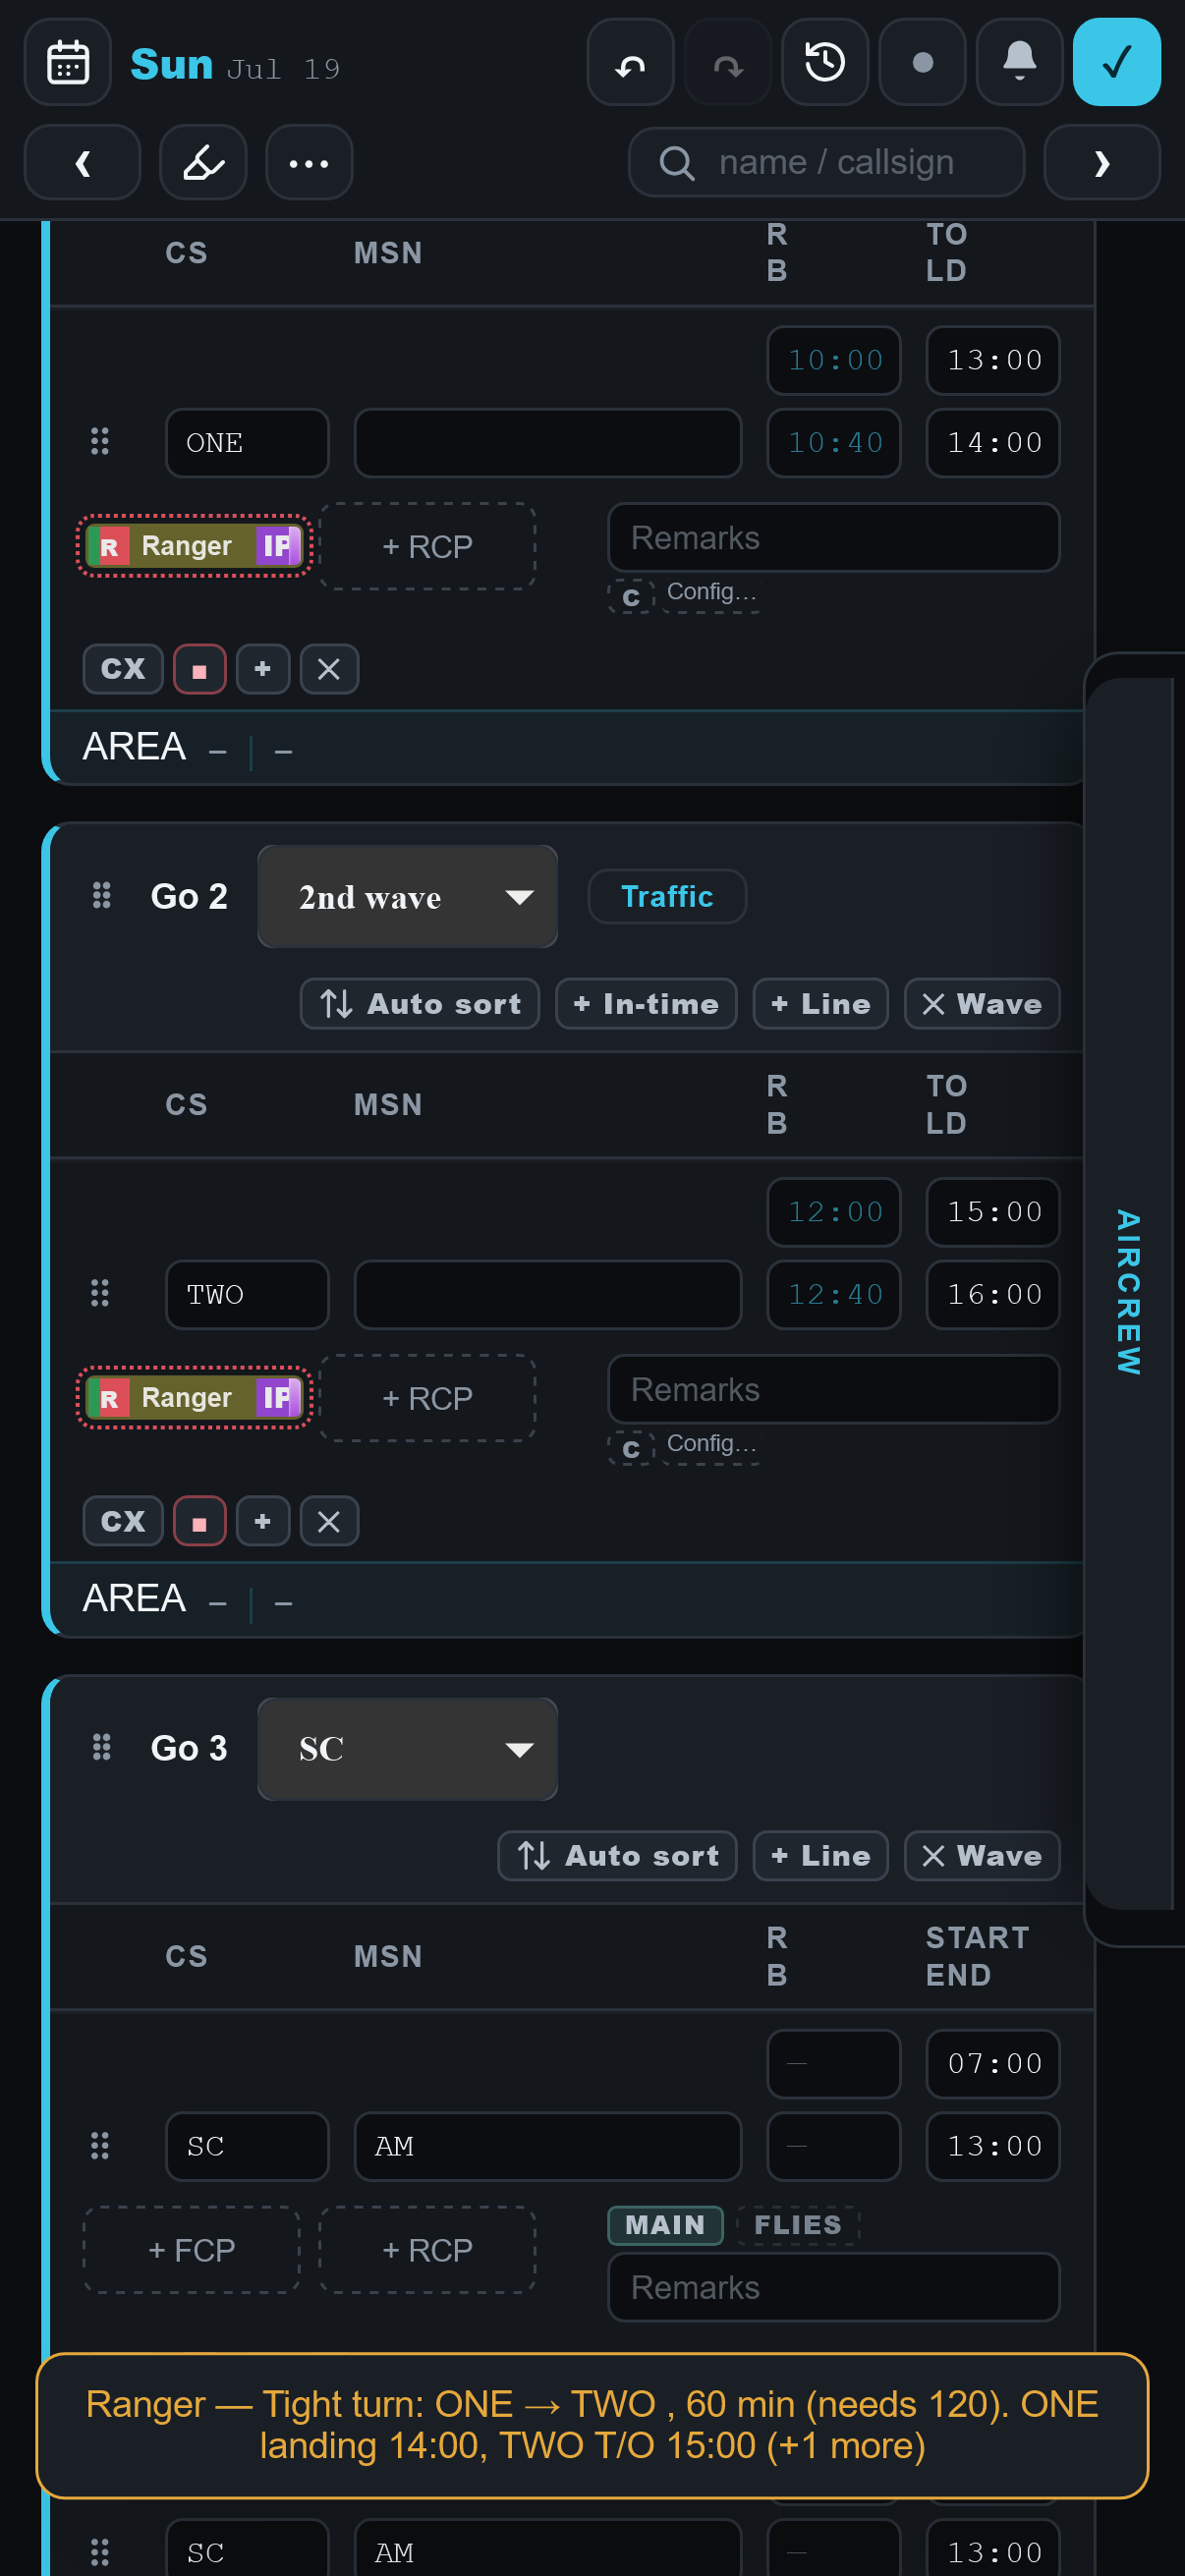 Sun Jul 19
name / callsign
CS MSN R TO
B LD
10:00 13:00
ONE 10:40 14:00
R Ranger IP + RCP Remarks
C Config...
CX +
AREA – | –
Go 2 2nd wave Traffic
Auto sort + In-time + Line × Wave
CS MSN R TO
B LD
12:00 15:00
TWO 12:40 16:00
R Ranger IP + RCP Remarks
C Config...
CX +
AREA – | –
AIRCREW
Go 3 SC
Auto sort + Line × Wave
CS MSN R START
B END
— 07:00
SC AM — 13:00
+ FCP + RCP MAIN FLIES
Remarks
Ranger — Tight turn: ONE → TWO , 60 min (needs 120). ONE
landing 14:00, TWO T/O 15:00 (+1 more)
SC AM — 13:00